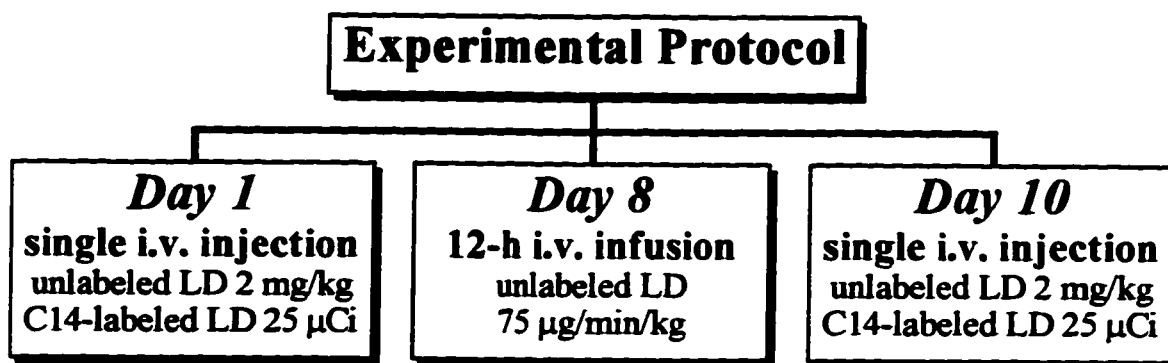 Experimental Protocol
Day 1
single i.v. injection
unlabeled LD 2 mg/kg
C14-labeled LD 25 µCi
Day 8
12-h i.v. infusion
unlabeled LD
75 µg/min/kg
Day 10
single i.v. injection
unlabeled LD 2 mg/kg
C14-labeled LD 25 µCi